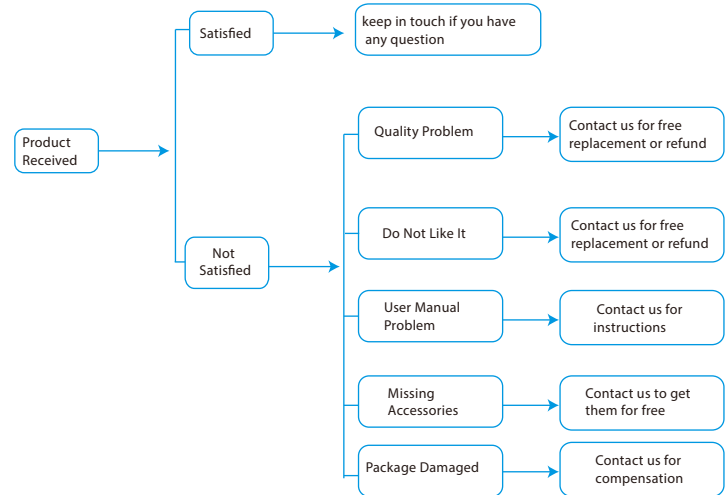 Satisfied
keep in touch if you have
any question
Product
Received
Not
Satisfied
Quality Problem
Contact us for free
replacement or refund
Do Not Like It
Contact us for free
replacement or refund
User Manual
Problem
Contact us for
instructions
Missing
Accessories
Contact us to get
them for free
Package Damaged
Contact us for
compensation